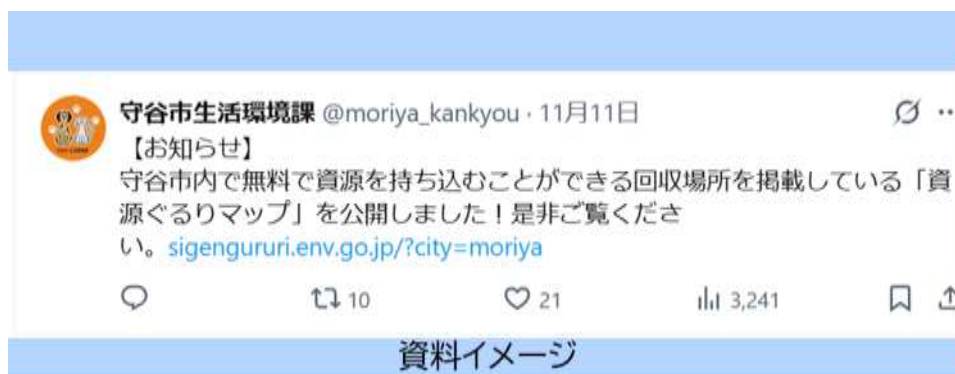 守谷市生活環境課 @moriya_kankyou · 11月11日
【お知らせ】
守谷市内で無料で資源を持ち込むことができる回収場所を掲載している「資
源ぐるりマップ」を公開しました！是非ご覧くださ
い。sigengururi.env.go.jp/?city=moriya
10 21 3,241
資料イメージ